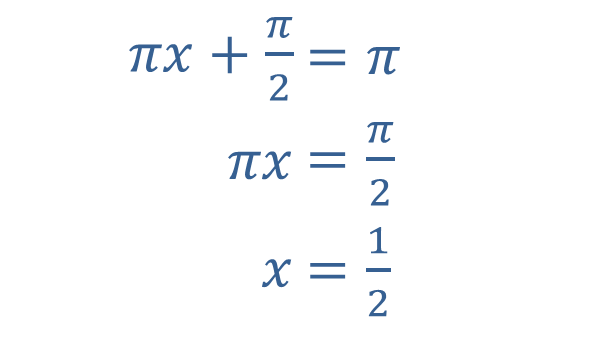 πx + π/2 = π
πx = π/2
x = 1/2